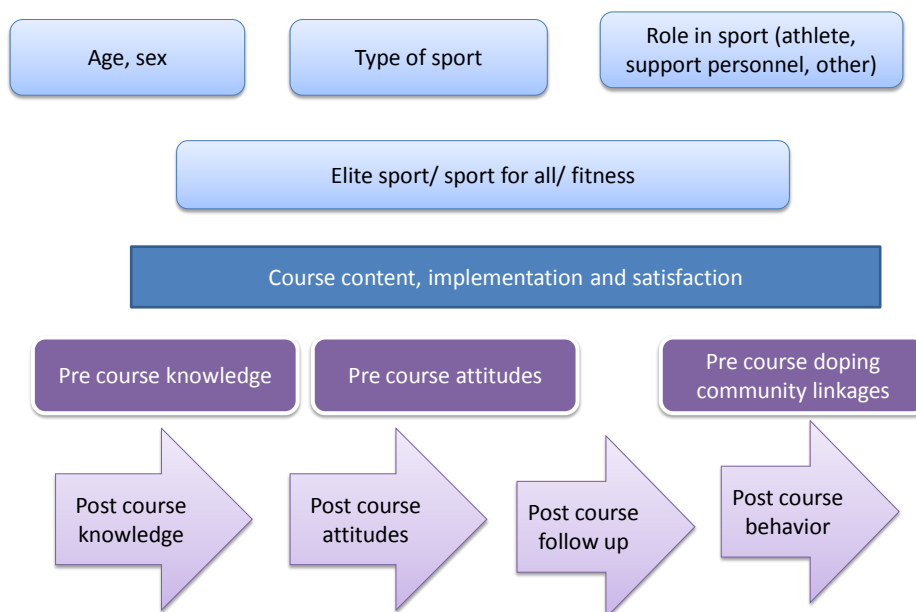 Age, sex
Type of sport
Role in sport (athlete,
support personnel, other)
Elite sport/ sport for all/ fitness
Course content, implementation and satisfaction
Pre course knowledge
Pre course attitudes
Pre course doping
community linkages
Post course
knowledge
Post course
attitudes
Post course
follow up
Post course
behavior